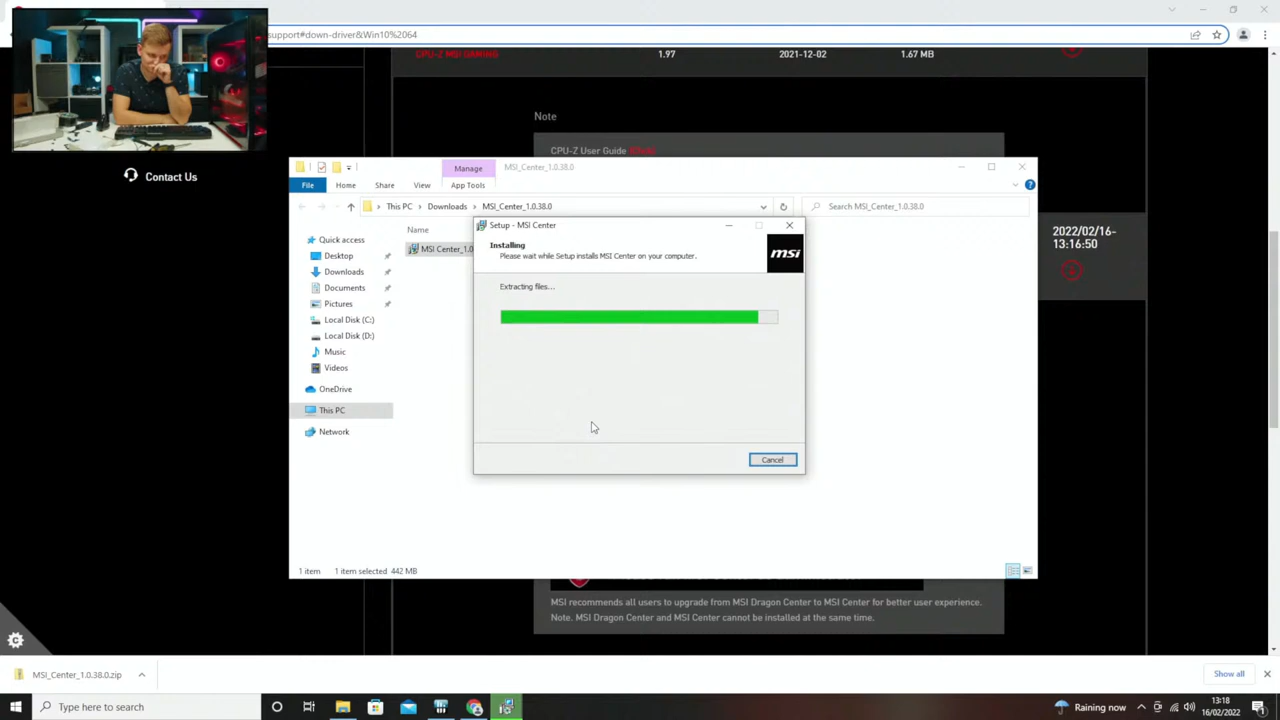 support#down-driver&Win10%2064
CPU-Z MSI GAMING
1.97
2021-12-02
1.67 MB
Note
CPU-Z User Guide
Contact Us
Manage
MSI_Center_1.0.38.0
File
Home
Share
View
App Tools
This PC
Downloads
MSI_Center_1.0.38.0
Search MSI_Center_1.0.38.0
Name
MSI Center_1.0
Quick access
Desktop
Downloads
Documents
Pictures
Local Disk (C:)
Local Disk (D:)
Music
Videos
OneDrive
This PC
Network
Setup - MSI Center
Installing
Please wait while Setup installs MSI Center on your computer.
msi
Extracting files...
Cancel
2022/02/16-
13:16:50
1 item
1 item selected 442 MB
MSI recommends all users to upgrade from MSI Dragon Center to MSI Center for better user experience.
Note. MSI Dragon Center and MSI Center cannot be installed at the same time.
MSI_Center_1.0.38.0.zip
Show all
Type here to search
Raining now
13:18
16/02/2022